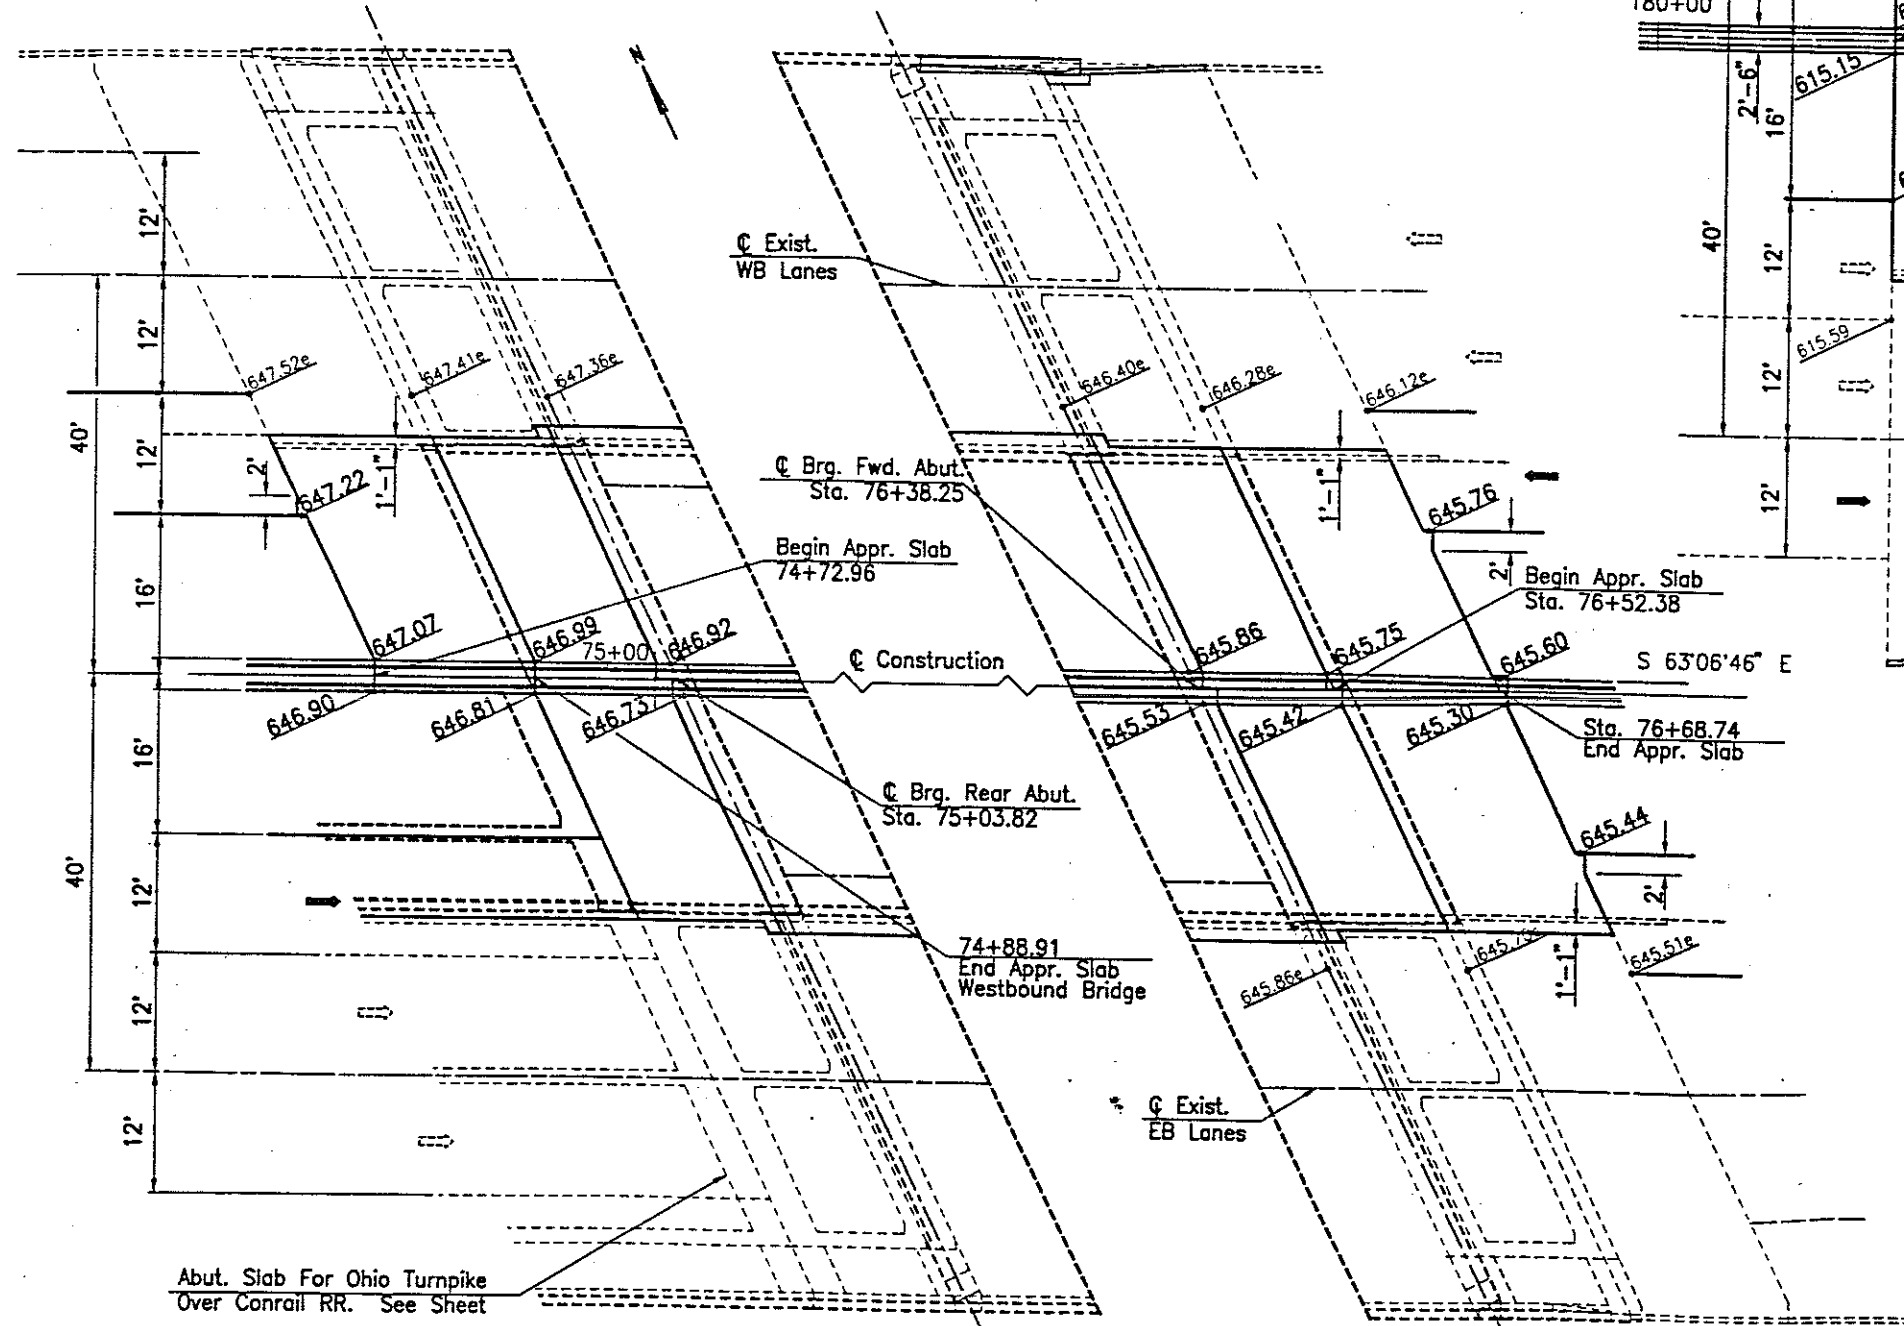 180+00
N
2'-6"
615.15
16'
12'
12'
40'
12'
℄ Exist.
WB Lanes
12'
12'
615.59
647.52e
647.41e
647.36e
646.40e
646.28e
646.12e
12'
40'
12'
2'
1'-1"
647.22
℄ Brg. Fwd. Abut.
Sta. 76+38.25
1'-1"
645.76
12'
Begin Appr. Slab
74+72.96
2'
Begin Appr. Slab
Sta. 76+52.38
16'
647.07
646.99
75+00
646.92
℄ Construction
645.86
645.75
645.60
S 63°06'46" E
646.90
646.81
646.73
645.53
645.42
645.30
Sta. 76+68.74
End Appr. Slab
16'
℄ Brg. Rear Abut.
Sta. 75+03.82
645.44
40'
12'
2'
74+88.91
End Appr. Slab
Westbound Bridge
645.86e
645.51e
1'-1"
12'
12'
℄ Exist.
EB Lanes
Abut. Slab For Ohio Turnpike
Over Conrail RR. See Sheet